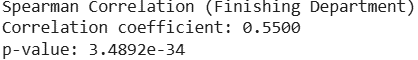 Spearman Correlation (Finishing Department)
Correlation coefficient: 0.5500
p-value: 3.4892e-34